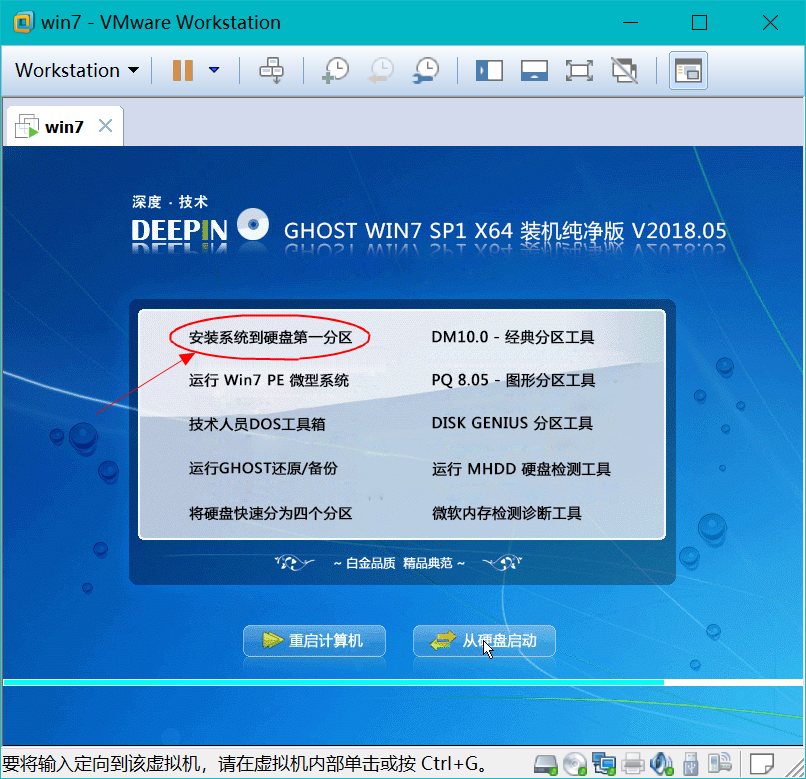 win7 - VMware Workstation
Workstation
win7
深度·技术
DEEPIN GHOST WIN7 SP1 X64 装机纯净版 V2018.05
安装系统到硬盘第一分区 DM10.0 - 经典分区工具
运行 Win7 PE 微型系统 PQ 8.05 - 图形分区工具
技术人员DOS工具箱 DISK GENIUS 分区工具
运行GHOST还原/备份 运行 MHDD 硬盘检测工具
将硬盘快速分为四个分区 微软内存检测诊断工具
~ 白金品质 精品典范 ~
重启计算机 从硬盘启动
要将输入定向到该虚拟机，请在虚拟机内部单击或按 Ctrl+G。